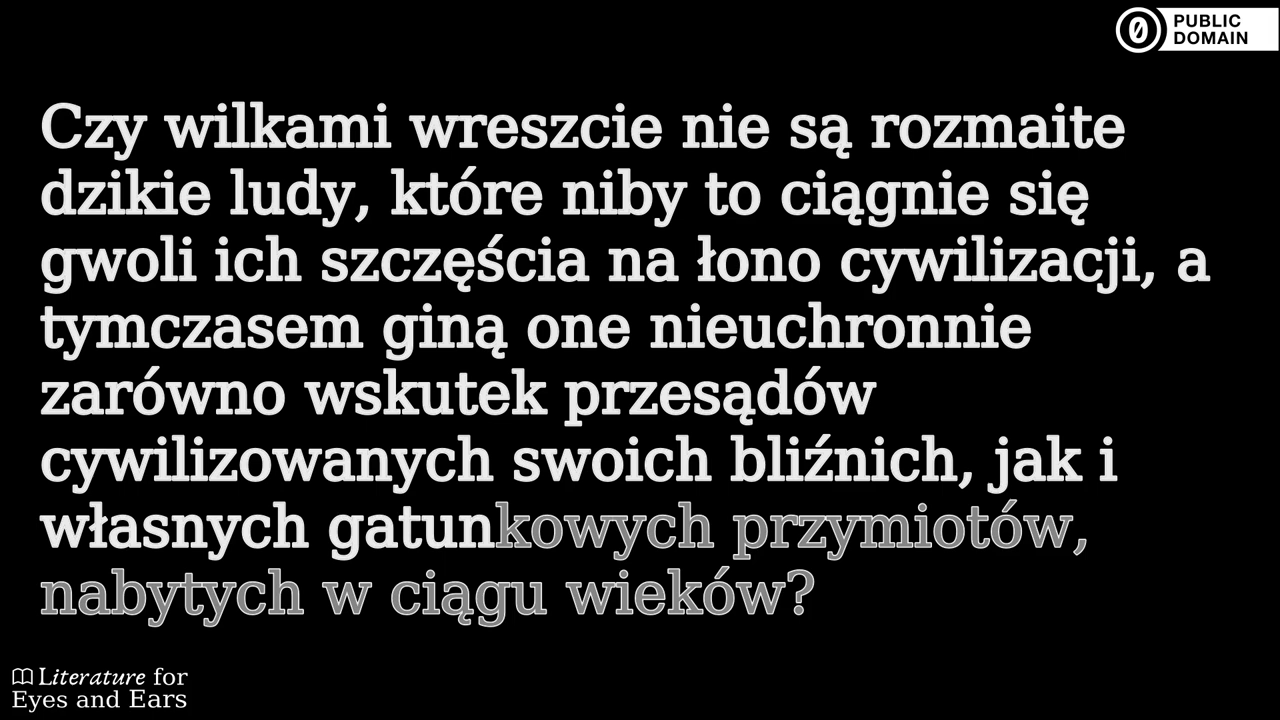 PUBLIC
DOMAIN
Czy wilkami wreszcie nie są rozmaite
dzikie ludy, które niby to ciągnie się
gwoli ich szczęścia na łono cywilizacji, a
tymczasem giną one nieuchronnie
zarówno wskutek przesądów
cywilizowanych swoich bliźnich, jak i
własnych gatunkowych przymiotów,
nabytych w ciągu wieków?
Literature for
Eyes and Ears